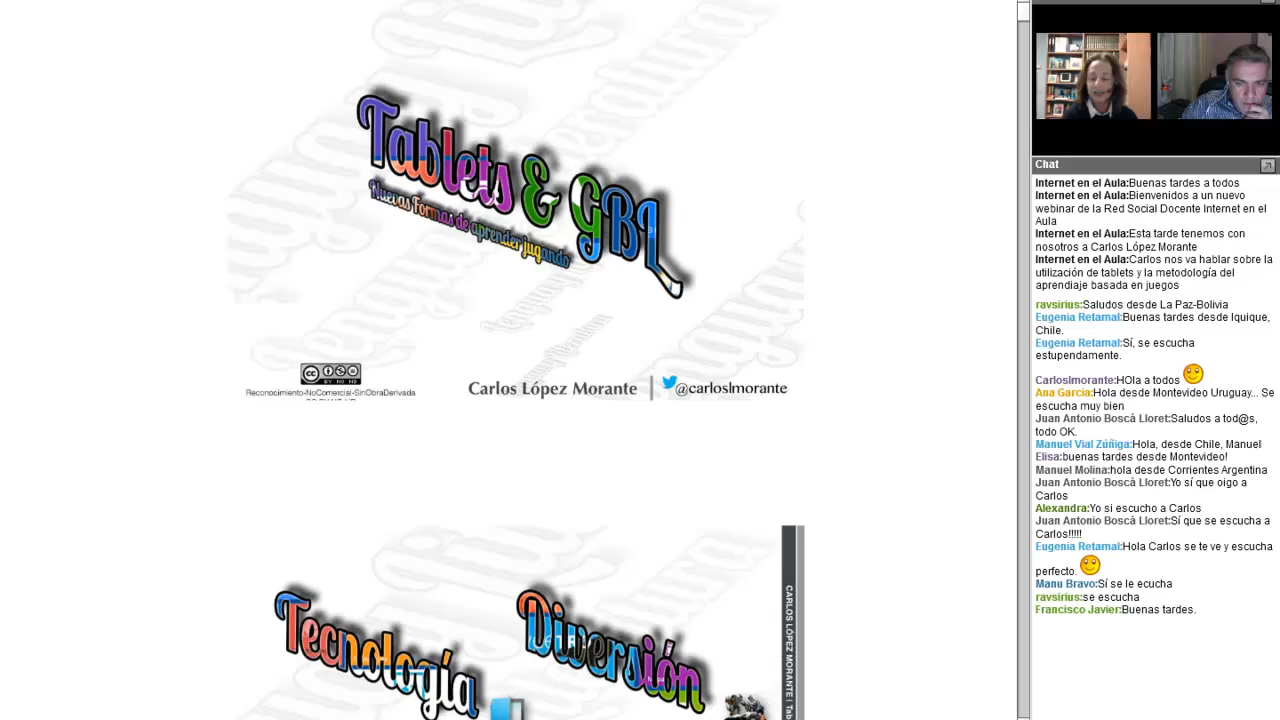 Tablets & GBL
Nuevas Formas de aprender jugando
Reconocimiento-NoComercial-SinObraDerivada
Carlos López Morante
@carloslmorante
Tecnología
Diversión
CARLOS LÓPEZ MORANTE | Tab
Chat
Internet en el Aula:Buenas tardes a todos
Internet en el Aula:Bienvenidos a un nuevo
webinar de la Red Social Docente Internet en el
Aula
Internet en el Aula:Esta tarde tenemos con
nosotros a Carlos López Morante
Internet en el Aula:Carlos nos va hablar sobre la
utilización de tablets y la metodología del
aprendizaje basada en juegos
ravsirius:Saludos desde La Paz-Bolivia
Eugenia Retamal:Buenas tardes desde Iquique,
Chile.
Eugenia Retamal:Sí, se escucha
estupendamente.
Carloslmorante:HOla a todos
Ana Garcia:Hola desde Montevideo Uruguay... Se
escucha muy bien
Juan Antonio Boscá Lloret:Saludos a tod@s,
todo OK.
Manuel Vial Zúñiga:Hola, desde Chile, Manuel
Elisa:buenas tardes desde Montevideo!
Manuel Molina:hola desde Corrientes Argentina
Juan Antonio Boscá Lloret:Yo sí que oigo a
Carlos
Alexandra:Yo si escucho a Carlos
Juan Antonio Boscá Lloret:Sí que se escucha a
Carlos!!!!!
Eugenia Retamal:Hola Carlos se te ve y escucha
perfecto.
Manu Bravo:Sí se le ecucha
ravsirius:se escucha
Francisco Javier:Buenas tardes.